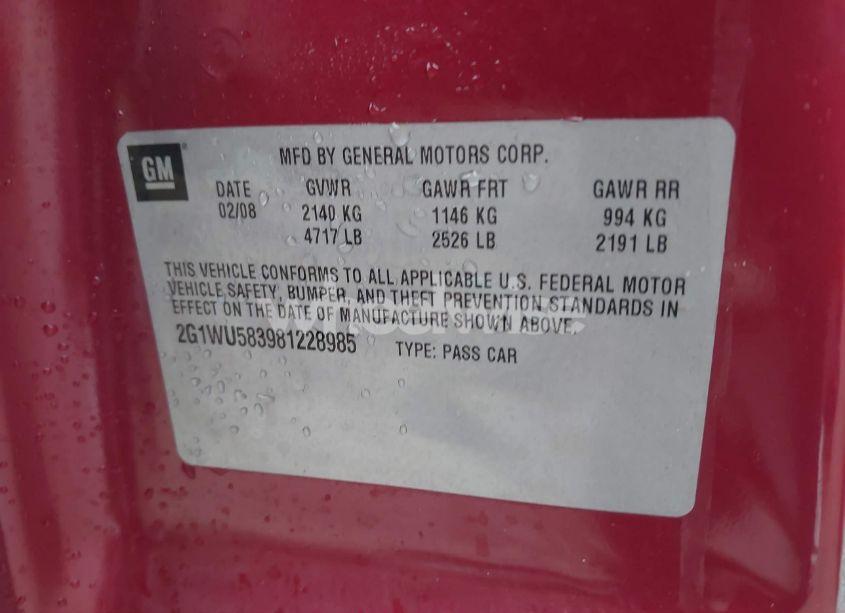 GM
MFD BY GENERAL MOTORS CORP.
DATE GVWR GAWR FRT GAWR RR
02/08 2140 KG 1146 KG 994 KG
4717 LB 2526 LB 2191 LB
THIS VEHICLE CONFORMS TO ALL APPLICABLE U.S. FEDERAL MOTOR
VEHICLE SAFETY, BUMPER, AND THEFT PREVENTION STANDARDS IN
EFFECT ON THE DATE OF MANUFACTURE SHOWN ABOVE.
2G1WU583981228985 TYPE: PASS CAR